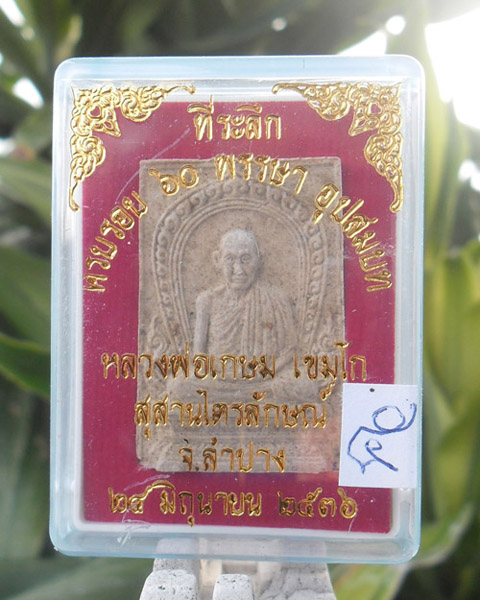 ที่ระลึก
ครบรอบ ๖๐ พรรษา อุปสมบท
หลวงพ่อเกษม เขมโก
สุสานไตรลักษณ์
จ.ลำปาง
๒๔ มิถุนายน ๒๕๓๖